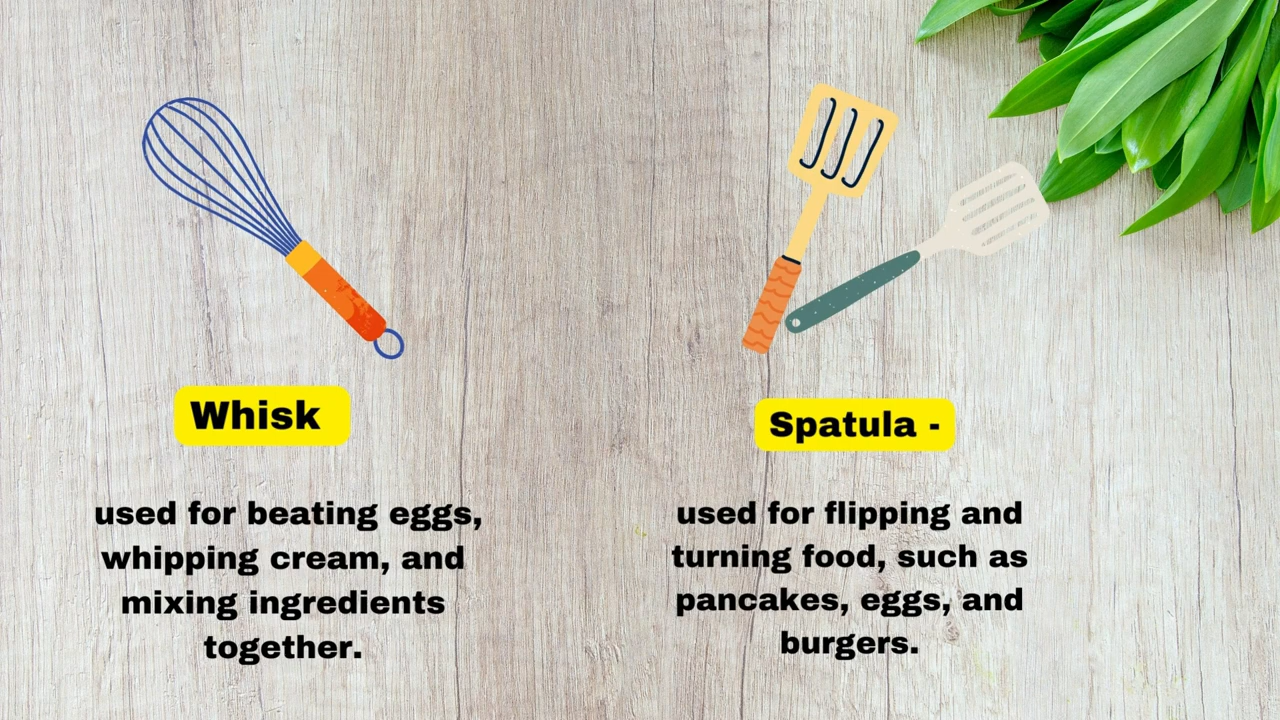 Whisk
used for beating eggs,
whipping cream, and
mixing ingredients
together.
Spatula -
used for flipping and
turning food, such as
pancakes, eggs, and
burgers.